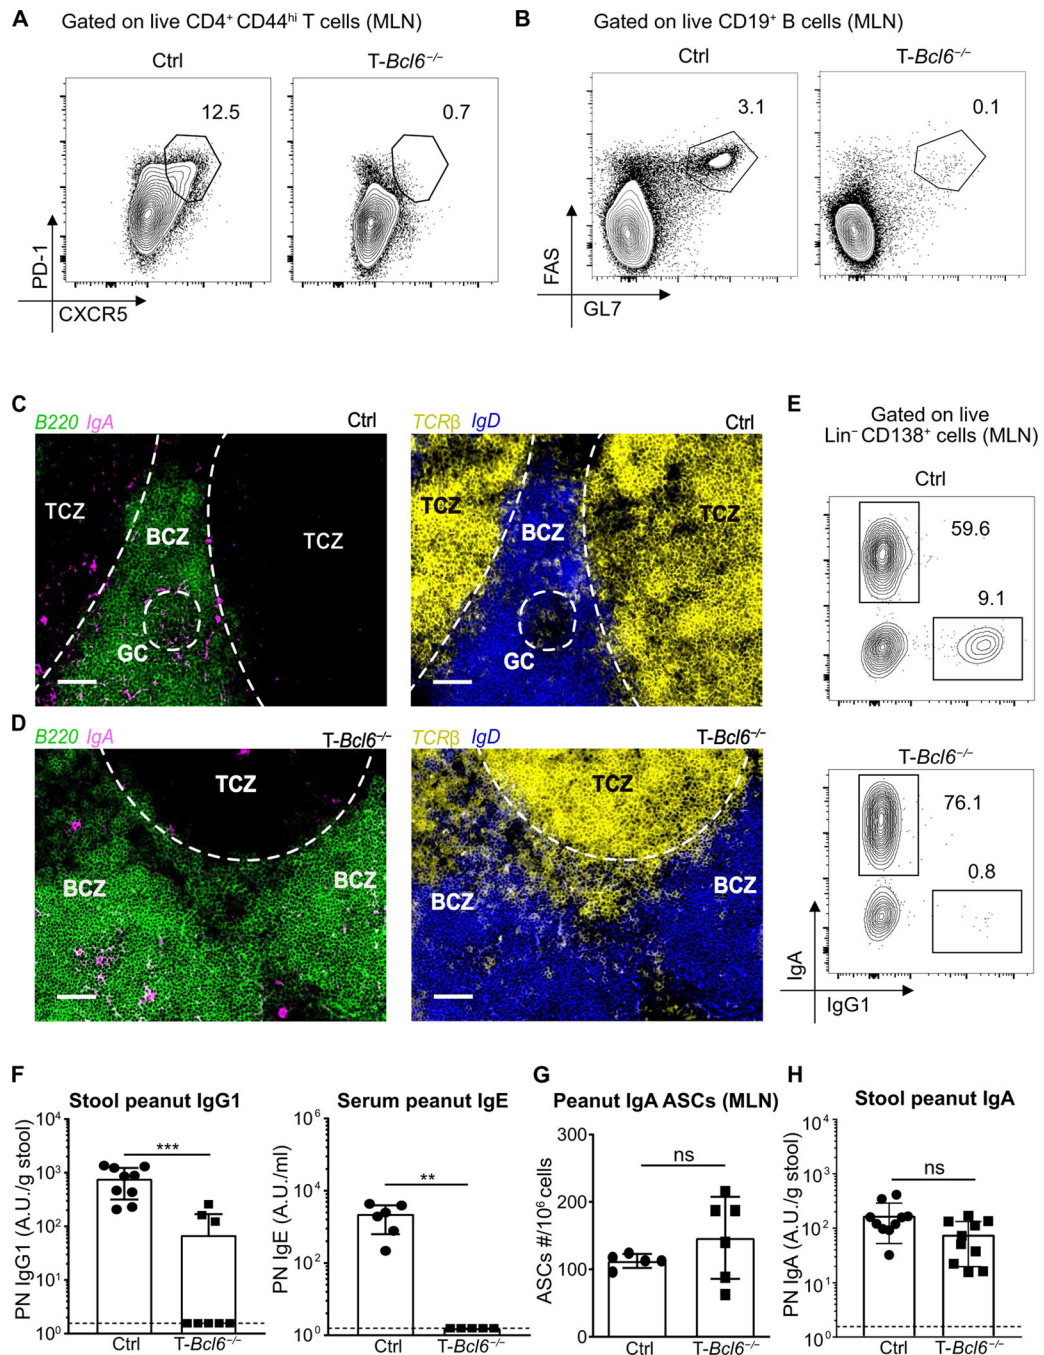 A
Gated on live CD4⁺ CD44ʰⁱ T cells (MLN)
Ctrl
T-Bcl6⁻/⁻
12.5
0.7
PD-1
CXCR5
B
Gated on live CD19⁺ B cells (MLN)
Ctrl
T-Bcl6⁻/⁻
3.1
0.1
FAS
GL7
C
B220 IgA
Ctrl
TCZ
BCZ
TCZ
GC
TCRβ IgD
Ctrl
TCZ
BCZ
TCZ
GC
D
B220 IgA
T-Bcl6⁻/⁻
TCZ
BCZ
BCZ
TCRβ IgD
T-Bcl6⁻/⁻
TCZ
BCZ
BCZ
E
Gated on live
Lin⁻ CD138⁺ cells (MLN)
Ctrl
59.6
9.1
T-Bcl6⁻/⁻
76.1
0.8
IgA
IgG1
F
Stool peanut IgG1
PN IgG1 (A.U./g stool)
10⁴
10³
10²
10¹
10⁰
***
Ctrl
T-Bcl6⁻/⁻
Serum peanut IgE
PN IgE (A.U./ml)
10⁶
10⁴
10²
10⁰
**
Ctrl
T-Bcl6⁻/⁻
G
Peanut IgA ASCs (MLN)
ASCs #/10⁶ cells
300
200
100
0
ns
Ctrl
T-Bcl6⁻/⁻
H
Stool peanut IgA
PN IgA (A.U./g stool)
10⁴
10³
10²
10¹
10⁰
ns
Ctrl
T-Bcl6⁻/⁻